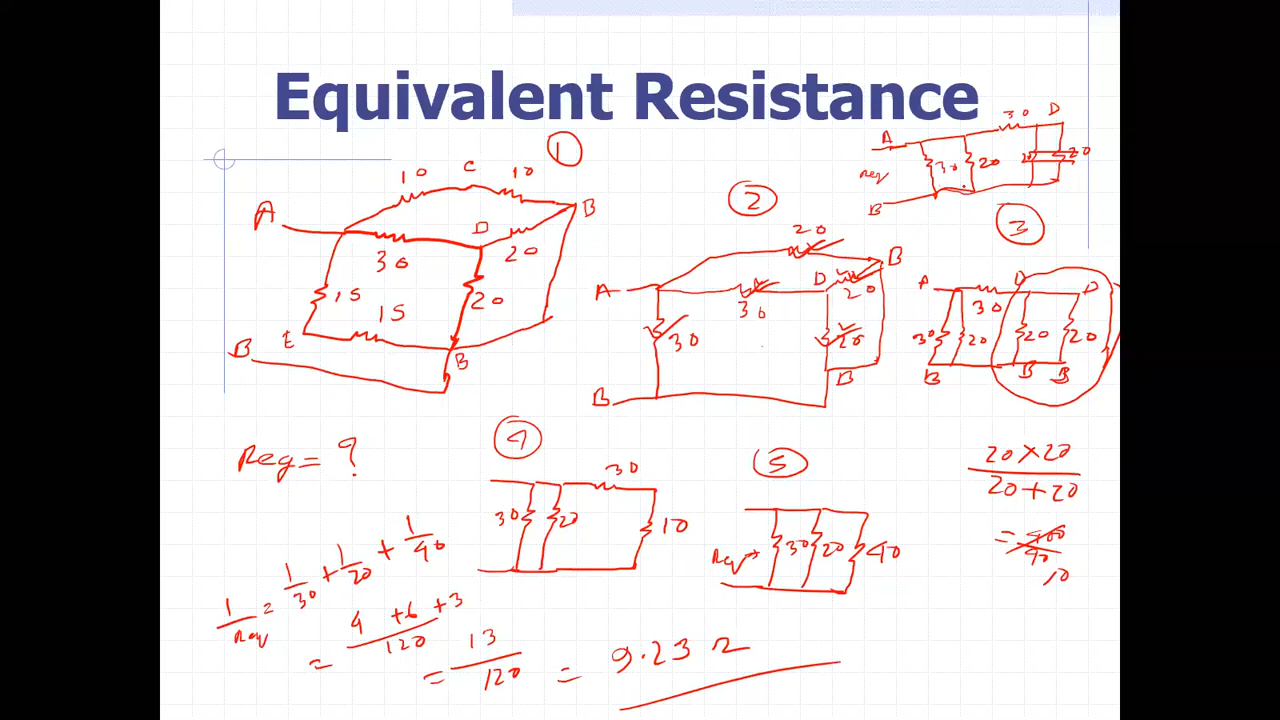 Equivalent Resistance
①
A
10
C
10
B
30
D
20
15
15
20
E
B
B
②
20
A
30
D
20
B
30
20
B
B
A
30
D
Req
30
20
20
20
B
③
A
30
D
D
30
20
20
20
B
B
B
Req = ?
④
30
30
20
10
⑤
Req→
30
20
40
20×20
20+20
= 400
40
10
1/Req = 1/30 + 1/20 + 1/40
= 4 +6 +3
120
= 13
120
= 9.23 Ω